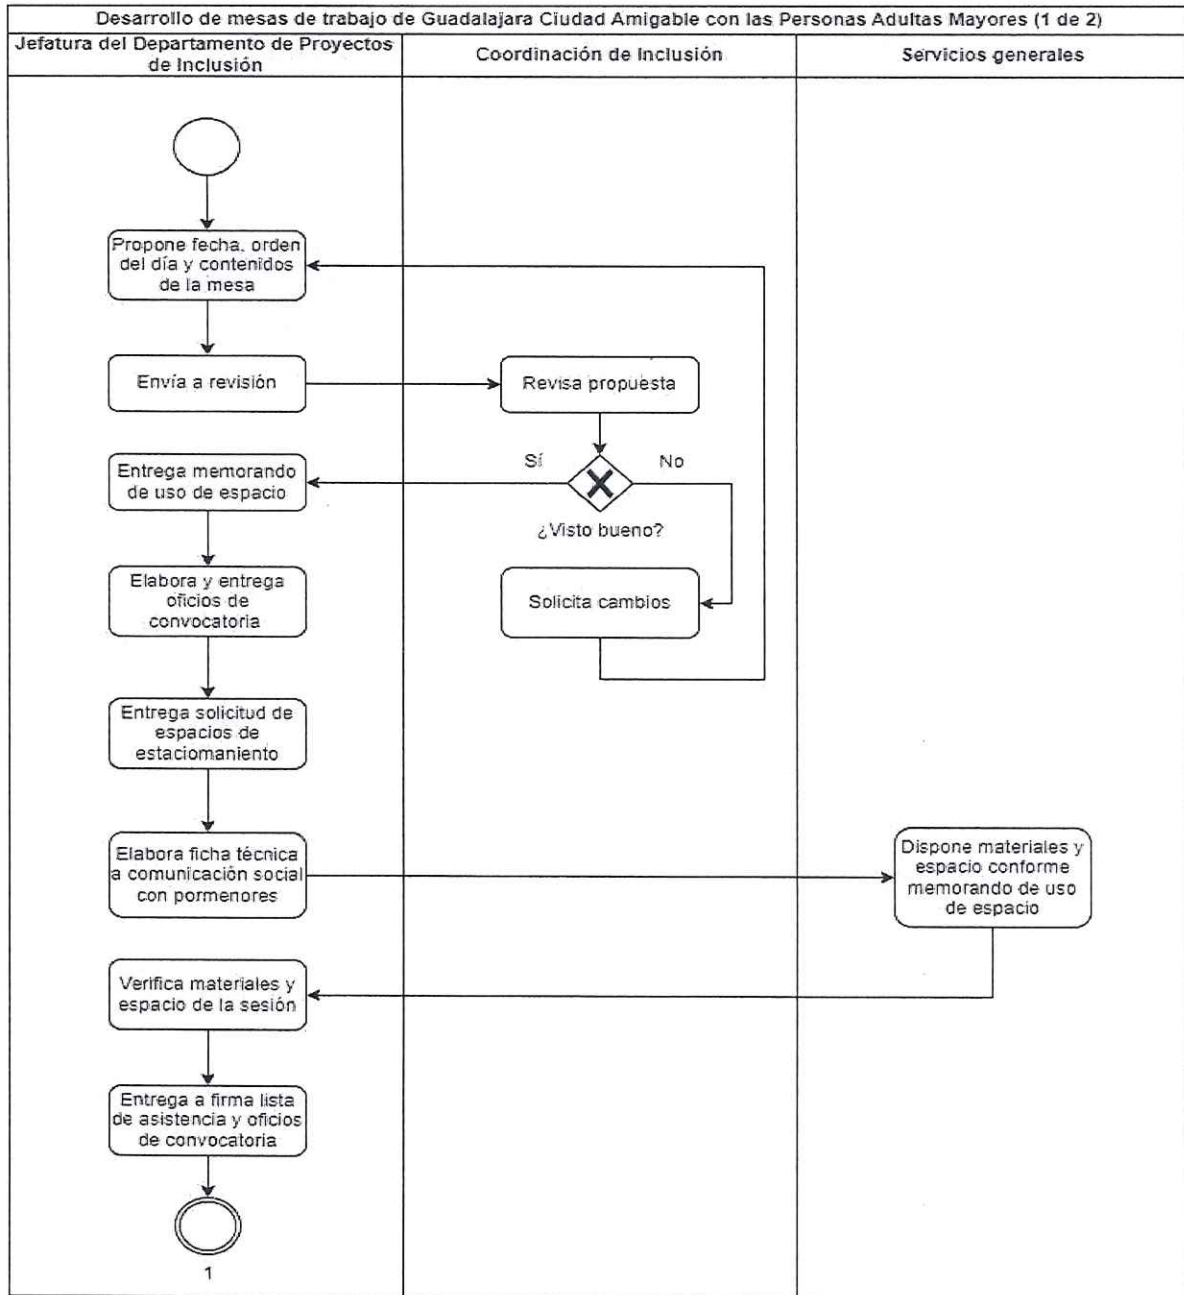 Desarrollo de mesas de trabajo de Guadalajara Ciudad Amigable con las Personas Adultas Mayores (1 de 2)
Jefatura del Departamento de Proyectos
de Inclusión
Coordinación de Inclusión
Servicios generales
Propone fecha, orden
del día y contenidos
de la mesa
Envía a revisión
Revisa propuesta
Sí
No
¿Visto bueno?
Entrega memorando
de uso de espacio
Elabora y entrega
oficios de
convocatoria
Solicita cambios
Entrega solicitud de
espacios de
estaciomaniento
Elabora ficha técnica
a comunicación social
con pormenores
Dispone materiales y
espacio conforme
memorando de uso
de espacio
Verifica materiales y
espacio de la sesión
Entrega a firma lista
de asistencia y oficios
de convocatoria
1